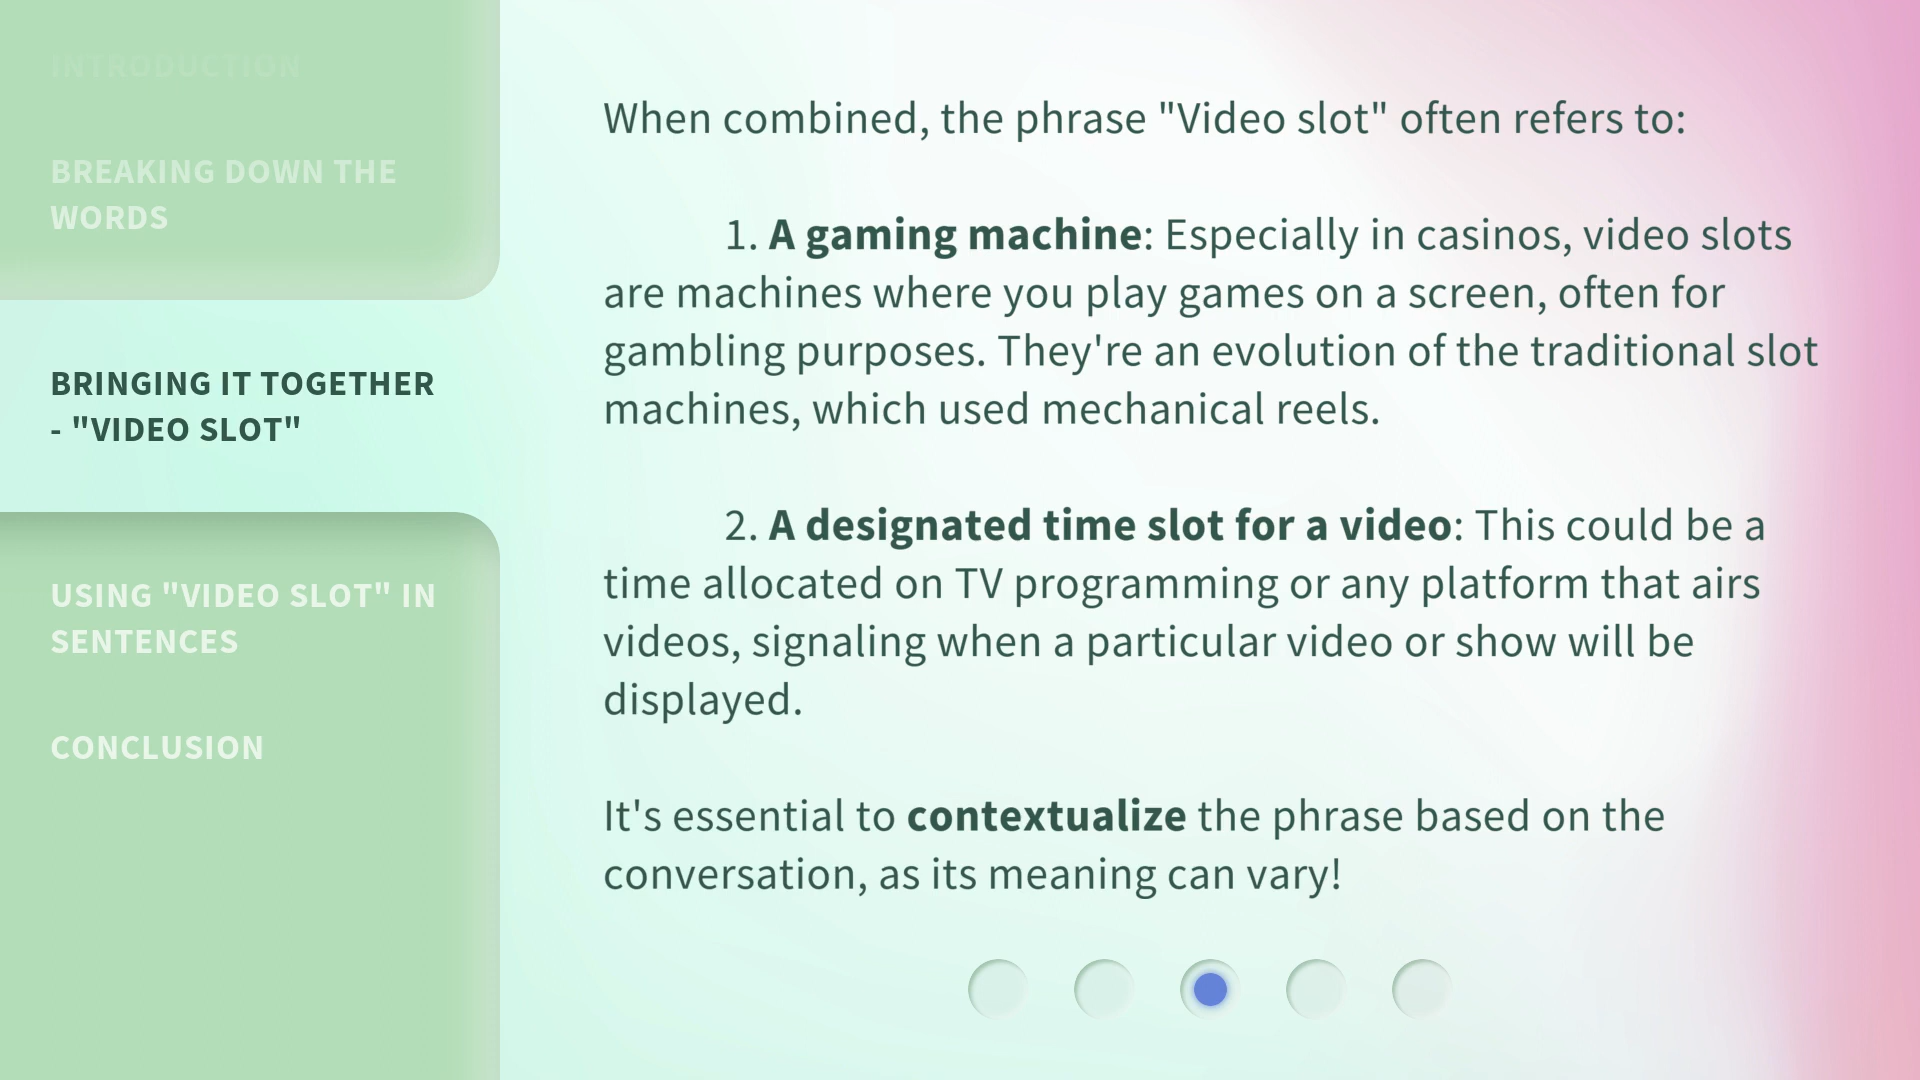 INTRODUCTION
BREAKING DOWN THE
WORDS
BRINGING IT TOGETHER
- "VIDEO SLOT"
USING "VIDEO SLOT" IN
SENTENCES
CONCLUSION
When combined, the phrase "Video slot" often refers to:
1. A gaming machine: Especially in casinos, video slots
are machines where you play games on a screen, often for
gambling purposes. They're an evolution of the traditional slot
machines, which used mechanical reels.
2. A designated time slot for a video: This could be a
time allocated on TV programming or any platform that airs
videos, signaling when a particular video or show will be
displayed.
It's essential to contextualize the phrase based on the
conversation, as its meaning can vary!